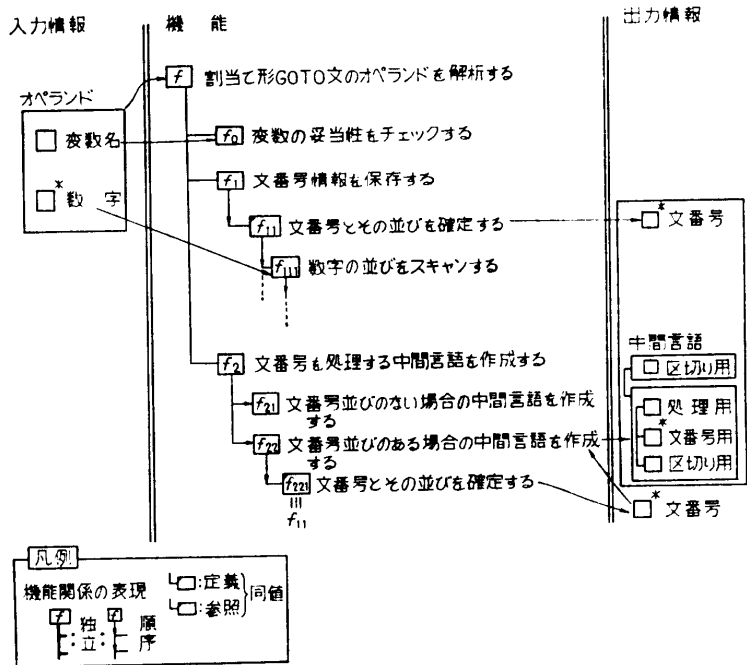 入力情報
機能
出力情報
f 割当て形GOTO文のオペランドを解析する
オペランド
変数名
* 数字
f0 変数の妥当性をチェックする
f1 文番号情報を保存する
f11 文番号とその並びを確定する
* 文番号
f111 数字の並びをスキャンする
中間言語
区切り用
f2 文番号を処理する中間言語を作成する
f21 文番号並びのない場合の中間言語を作成
する
処理用
f22 文番号並びのある場合の中間言語を作成
する
* 文番号用
区切り用
f221 文番号とその並びを確定する
f11
* 文番号
凡例
機能関係の表現
:定義
:参照
同値
f :独立
f :順序